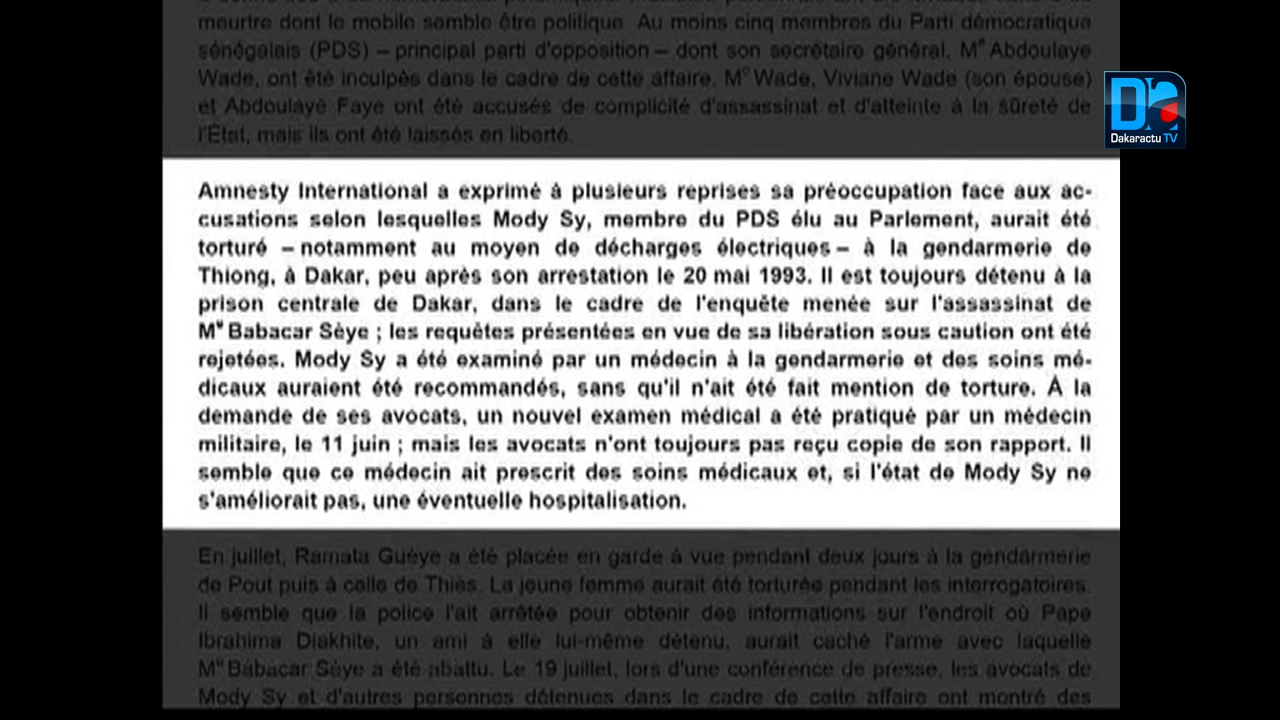 meurtre dont le mobile semble être politique. Au moins cinq membres du Parti démocratique
sénégalais (PDS) – principal parti d'opposition – dont son secrétaire général, Mᵉ Abdoulaye
Wade, ont été inculpés dans le cadre de cette affaire. Mᵉ Wade, Viviane Wade (son épouse)
et Abdoulaye Faye ont été accusés de complicité d'assassinat et d'atteinte à la sûreté de
l'État, mais ils ont été laissés en liberté.
Amnesty International a exprimé à plusieurs reprises sa préoccupation face aux ac-
cusations selon lesquelles Mody Sy, membre du PDS élu au Parlement, aurait été
torturé – notamment au moyen de décharges électriques – à la gendarmerie de
Thiong, à Dakar, peu après son arrestation le 20 mai 1993. Il est toujours détenu à la
prison centrale de Dakar, dans le cadre de l'enquête menée sur l'assassinat de
Mᵉ Babacar Sèye ; les requêtes présentées en vue de sa libération sous caution ont été
rejetées. Mody Sy a été examiné par un médecin à la gendarmerie et des soins mé-
dicaux auraient été recommandés, sans qu'il n'ait été fait mention de torture. À la
demande de ses avocats, un nouvel examen médical a été pratiqué par un médecin
militaire, le 11 juin ; mais les avocats n'ont toujours pas reçu copie de son rapport. Il
semble que ce médecin ait prescrit des soins médicaux et, si l'état de Mody Sy ne
s'améliorait pas, une éventuelle hospitalisation.
En juillet, Ramata Guèye a été placée en garde à vue pendant deux jours à la gendarmerie
de Pout puis à celle de Thiès. La jeune femme aurait été torturée pendant les interrogatoires.
Il semble que la police l'ait arrêtée pour obtenir des informations sur l'endroit où Pape
Ibrahima Diakhite, un ami à elle lui-même détenu, aurait caché l'arme avec laquelle
Mᵉ Babacar Sèye a été abattu. Le 19 juillet, lors d'une conférence de presse, les avocats de
Mody Sy et d'autres personnes détenues dans le cadre de cette affaire ont montré des
Dakaractu TV